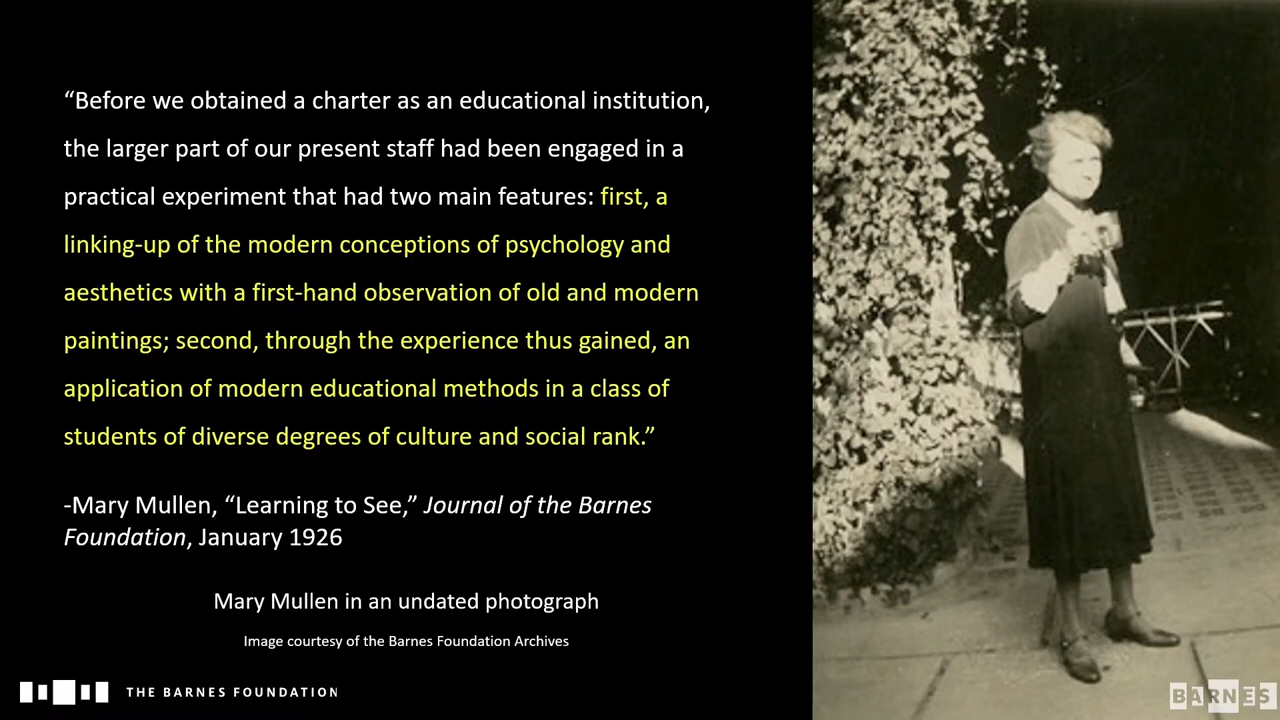 “Before we obtained a charter as an educational institution,
the larger part of our present staff had been engaged in a
practical experiment that had two main features: first, a
linking-up of the modern conceptions of psychology and
aesthetics with a first-hand observation of old and modern
paintings; second, through the experience thus gained, an
application of modern educational methods in a class of
students of diverse degrees of culture and social rank.”
-Mary Mullen, “Learning to See,” Journal of the Barnes
Foundation, January 1926
Mary Mullen in an undated photograph
Image courtesy of the Barnes Foundation Archives
THE BARNES FOUNDATION
BARNES